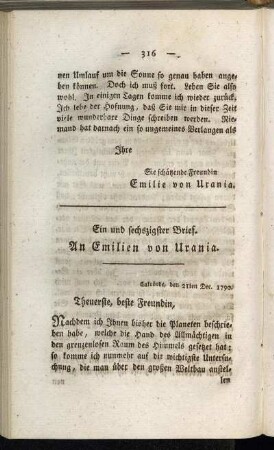 — 316 —
nen Umlauf um die Sonne so genau haben ange-
ben können. Doch ich muß fort. Leben Sie also
wohl. In einigen Tagen komme ich wieder zurück.
Ich lebe der Hofnung, daß Sie mir in dieser Zeit
viele wunderbare Dinge schreiben werden. Nie-
mand hat darnach ein so ungemeines Verlangen als
Ihre
Sie schätzende Freundin
Emilie von Urania.
Ein und sechszigster Brief.
An Emilien von Urania.
den 21sten Dec. 1790.
Theuerste, beste Freundin,
Nachdem ich Ihnen bisher die Planeten beschrie-
ben habe, welche die Hand des Allmächtigen in
den grenzenlosen Raum des Himmels gesetzt hat;
so komme ich nunmehr auf die wichtigste Untersu-
chung, die man über den großen Weltbau anstel-
len